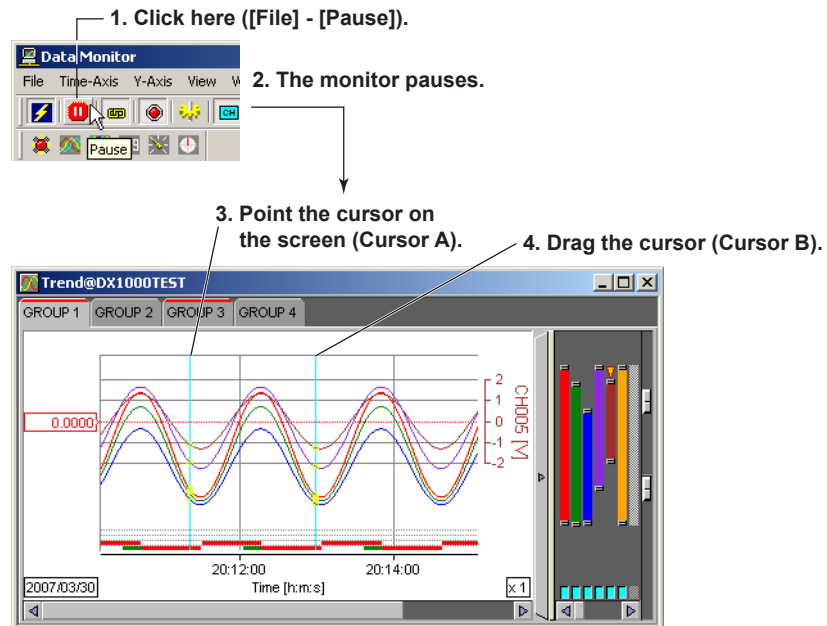 1. Click here ([File] - [Pause]).
Data Monitor
File Time-Axis Y-Axis View
2. The monitor pauses.
CH
Pause
3. Point the cursor on
the screen (Cursor A).
4. Drag the cursor (Cursor B).
Trend@DX1000TEST
GROUP 1 GROUP 2 GROUP 3 GROUP 4
2
1
0.0000
0
-1
-2
CH005 [V]
20:12:00 20:14:00
2007/03/30 Time [h:m:s] x 1